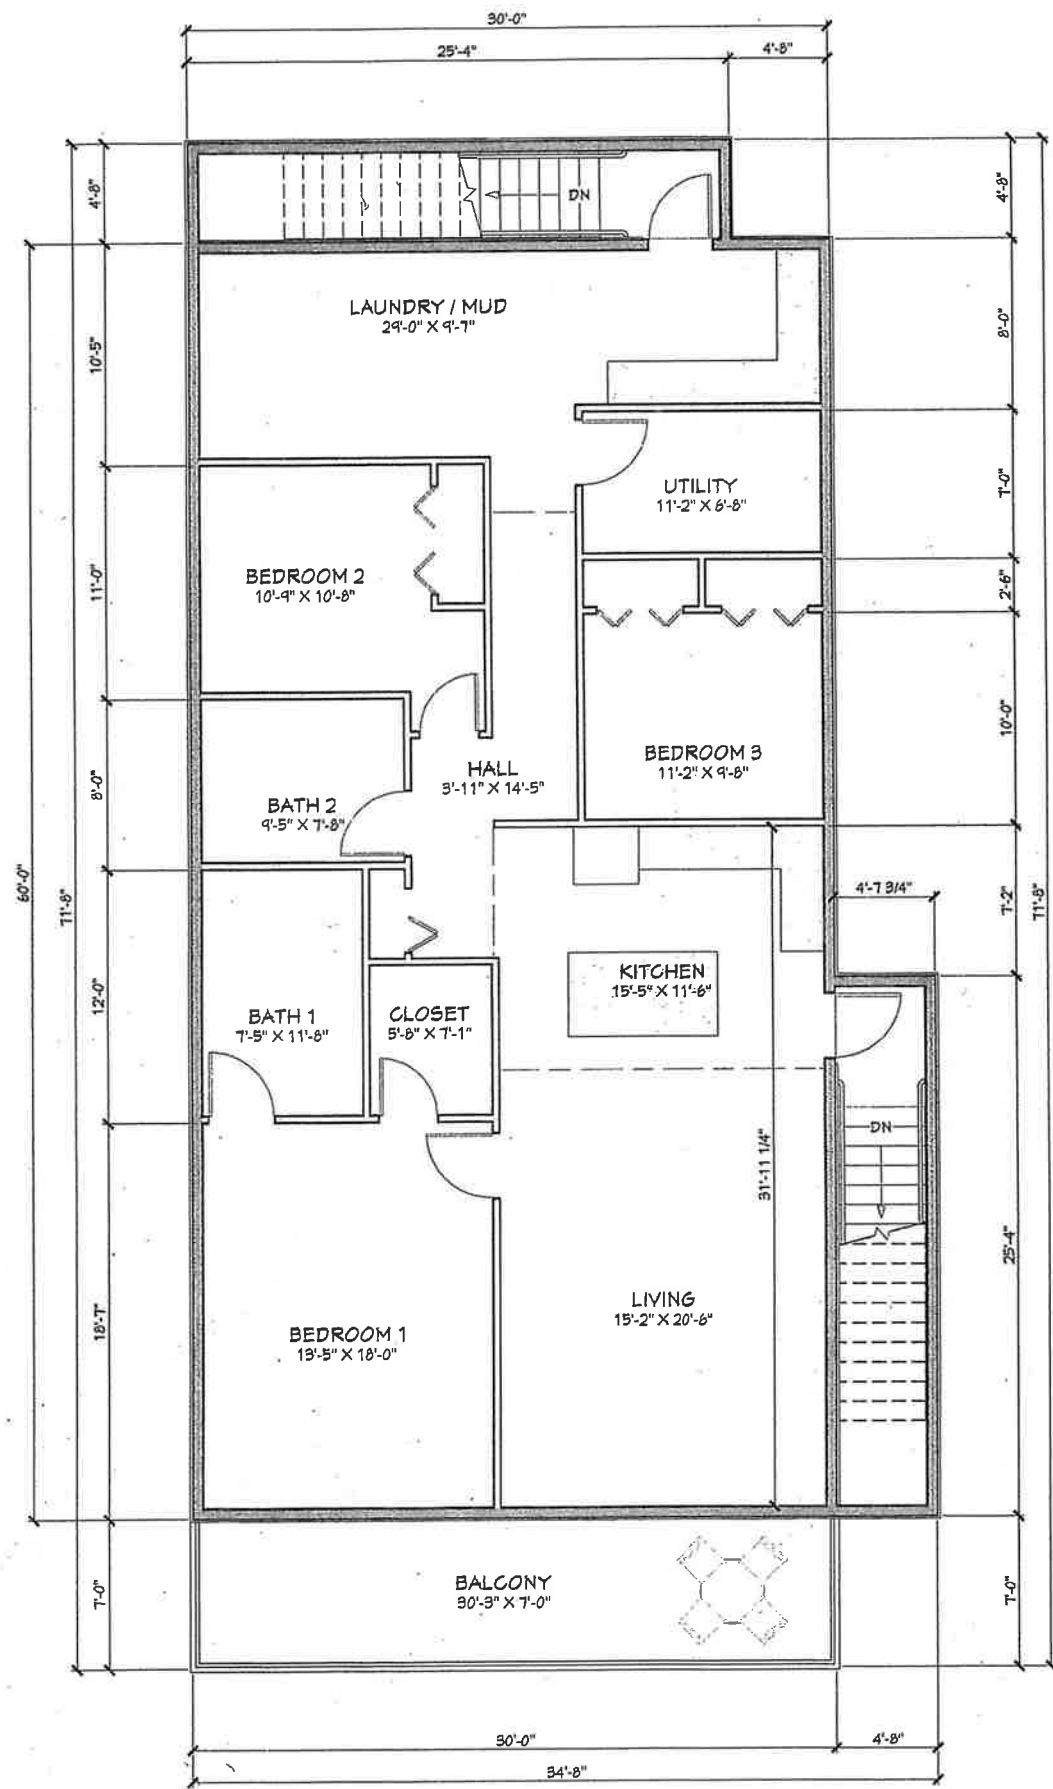 30'-0"
25'-4"
4'-8"
4'-8"
4'-8"
DN
LAUNDRY / MUD
29'-0" X 9'-7"
10'-5"
8'-0"
UTILITY
11'-2" X 6'-8"
7'-0"
BEDROOM 2
10'-9" X 10'-8"
11'-0"
2'-6"
BEDROOM 3
11'-2" X 9'-8"
10'-0"
HALL
3'-11" X 14'-5"
BATH 2
9'-5" X 7'-8"
8'-0"
60'-0"
71'-8"
71'-8"
4'-7 3/4"
7'-2"
KITCHEN
15'-5" X 11'-6"
BATH 1
7'-5" X 11'-8"
CLOSET
5'-8" X 7'-1"
12'-0"
DN
31'-11 1/4"
25'-4"
LIVING
15'-2" X 20'-6"
BEDROOM 1
13'-5" X 18'-0"
18'-7"
BALCONY
30'-3" X 7'-0"
7'-0"
7'-0"
30'-0"
4'-8"
34'-8"